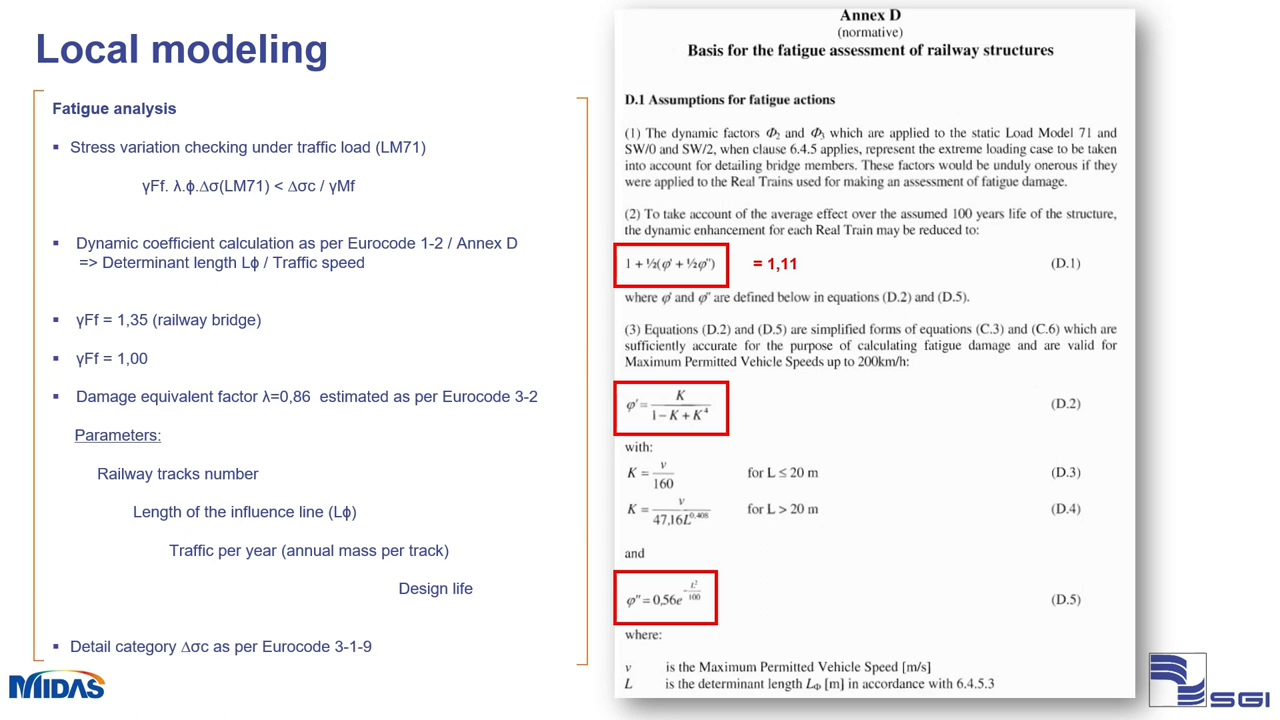 Local modeling
Fatigue analysis
▪ Stress variation checking under traffic load (LM71)
γFf. λ.ϕ.Δσ(LM71) < Δσc / γMf
▪ Dynamic coefficient calculation as per Eurocode 1-2 / Annex D
=> Determinant length Lϕ / Traffic speed
▪ γFf = 1,35 (railway bridge)
▪ γFf = 1,00
▪ Damage equivalent factor λ=0,86 estimated as per Eurocode 3-2
Parameters:
Railway tracks number
Length of the influence line (Lϕ)
Traffic per year (annual mass per track)
Design life
▪ Detail category Δσc as per Eurocode 3-1-9
MIDAS
Annex D
(normative)
Basis for the fatigue assessment of railway structures
D.1 Assumptions for fatigue actions
(1) The dynamic factors Φ2 and Φ3 which are applied to the static Load Model 71 and
SW/0 and SW/2, when clause 6.4.5 applies, represent the extreme loading case to be taken
into account for detailing bridge members. These factors would be unduly onerous if they
were applied to the Real Trains used for making an assessment of fatigue damage.
(2) To take account of the average effect over the assumed 100 years life of the structure,
the dynamic enhancement for each Real Train may be reduced to:
1 + ½(φ' + ½φ'') = 1,11 (D.1)
where φ' and φ'' are defined below in equations (D.2) and (D.5).
(3) Equations (D.2) and (D.5) are simplified forms of equations (C.3) and (C.6) which are
sufficiently accurate for the purpose of calculating fatigue damage and are valid for
Maximum Permitted Vehicle Speeds up to 200km/h:
φ' = K / (1 − K + K^4) (D.2)
with:
K = v / 160 for L ≤ 20 m (D.3)
K = v / 47,16L^0,408 for L > 20 m (D.4)
and
φ'' = 0,56e^(−L²/100) (D.5)
where:
v is the Maximum Permitted Vehicle Speed [m/s]
L is the determinant length LΦ [m] in accordance with 6.4.5.3
SGI